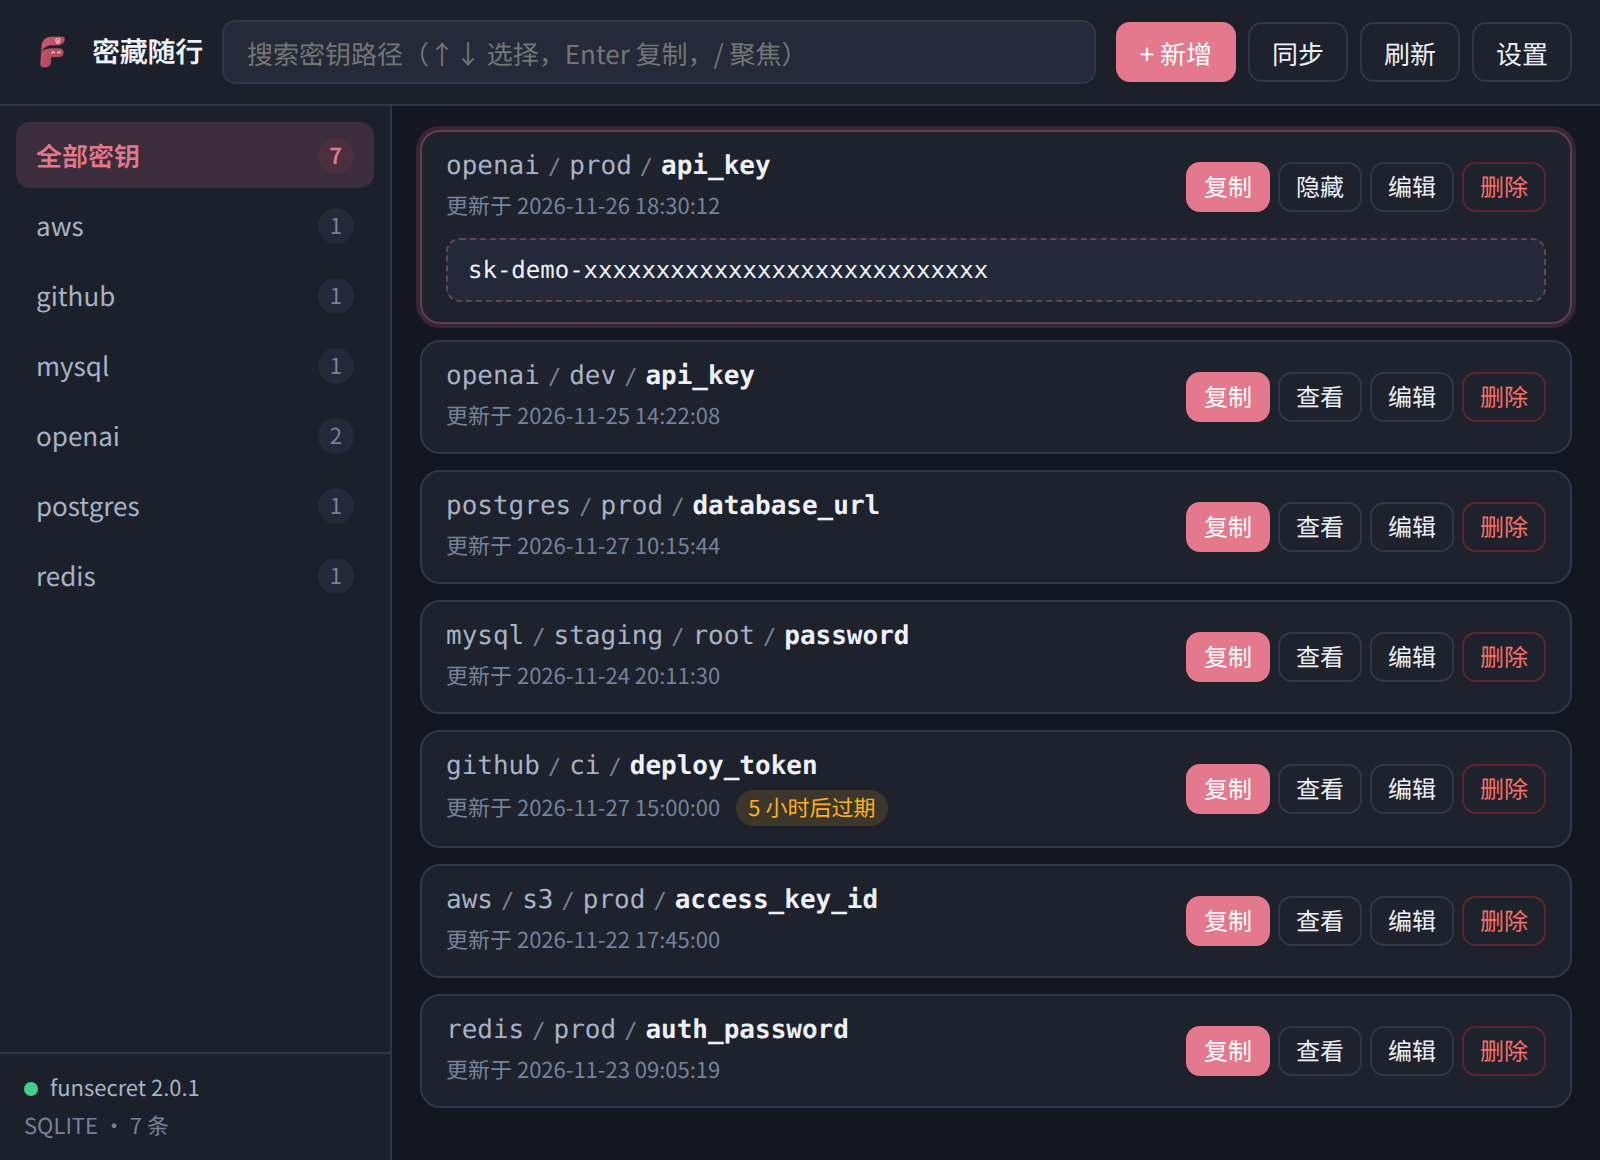 密藏随行
搜索密钥路径（↑↓ 选择，Enter 复制，/ 聚焦）
+ 新增
同步
刷新
设置
全部密钥 7
aws 1
github 1
mysql 1
openai 2
postgres 1
redis 1
funsecret 2.0.1
SQLITE · 7 条
openai / prod / api_key
更新于 2026-11-26 18:30:12
复制 隐藏 编辑 删除
sk-demo-xxxxxxxxxxxxxxxxxxxxxxxxxxxx
openai / dev / api_key
更新于 2026-11-25 14:22:08
复制 查看 编辑 删除
postgres / prod / database_url
更新于 2026-11-27 10:15:44
复制 查看 编辑 删除
mysql / staging / root / password
更新于 2026-11-24 20:11:30
复制 查看 编辑 删除
github / ci / deploy_token
更新于 2026-11-27 15:00:00 5 小时后过期
复制 查看 编辑 删除
aws / s3 / prod / access_key_id
更新于 2026-11-22 17:45:00
复制 查看 编辑 删除
redis / prod / auth_password
更新于 2026-11-23 09:05:19
复制 查看 编辑 删除